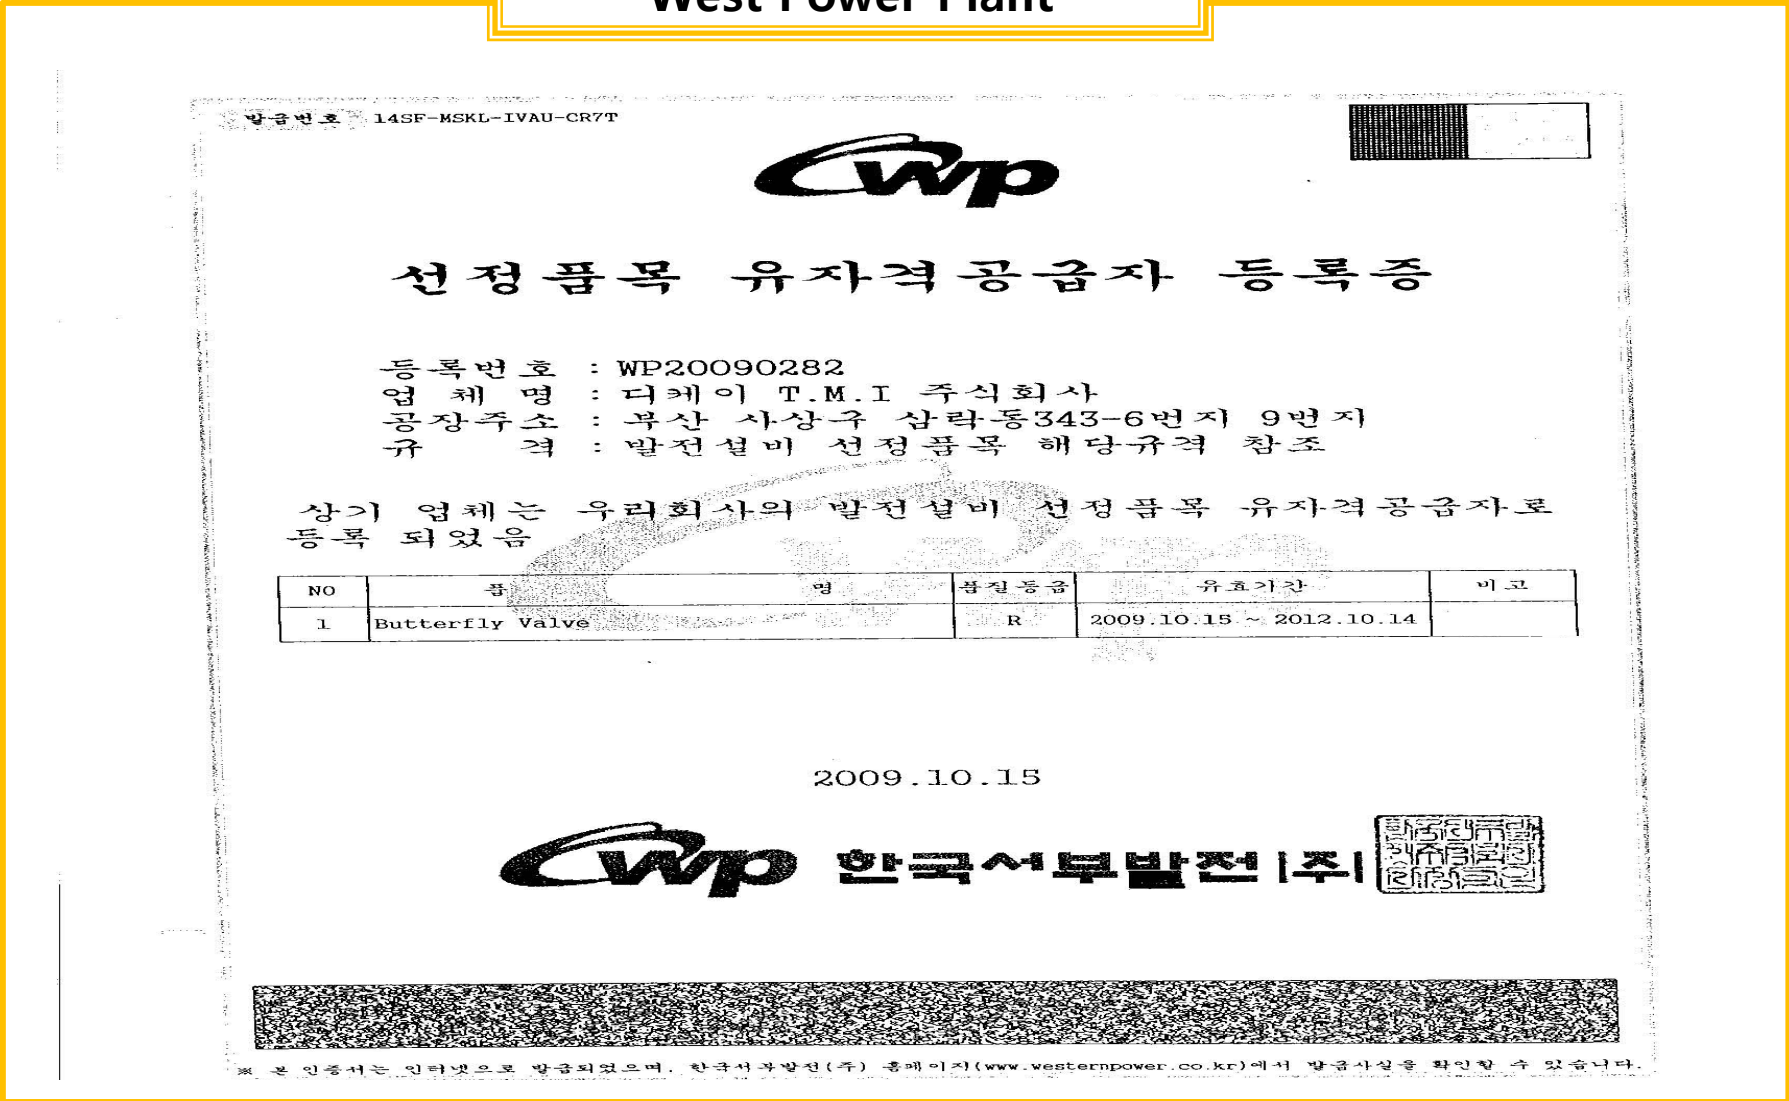 West Power Plant
발급번호 14SF-MSKL-IVAU-CR7T
wp
선정품목 유자격공급자 등록증
등록번호 : WP20090282
업 체 명 : 디케이 T.M.I 주식회사
공장주소 : 부산 사상구 삼락동343-6번지 9번지
규 격 : 발전설비 선정품목 해당규격 참조
상기 업체는 우리회사의 발전설비 선정품목 유자격공급자로
등록 되었음
NO 품 명 품질등급 유효기간 비고
1 Butterfly Valve R 2009.10.15 ~ 2012.10.14
2009.10.15
wp 한국서부발전(주)
※ 본 인증서는 인터넷으로 발급되었으며, 한국서부발전(주) 홈페이지(www.westernpower.co.kr)에서 발급사실을 확인할 수 있습니다.